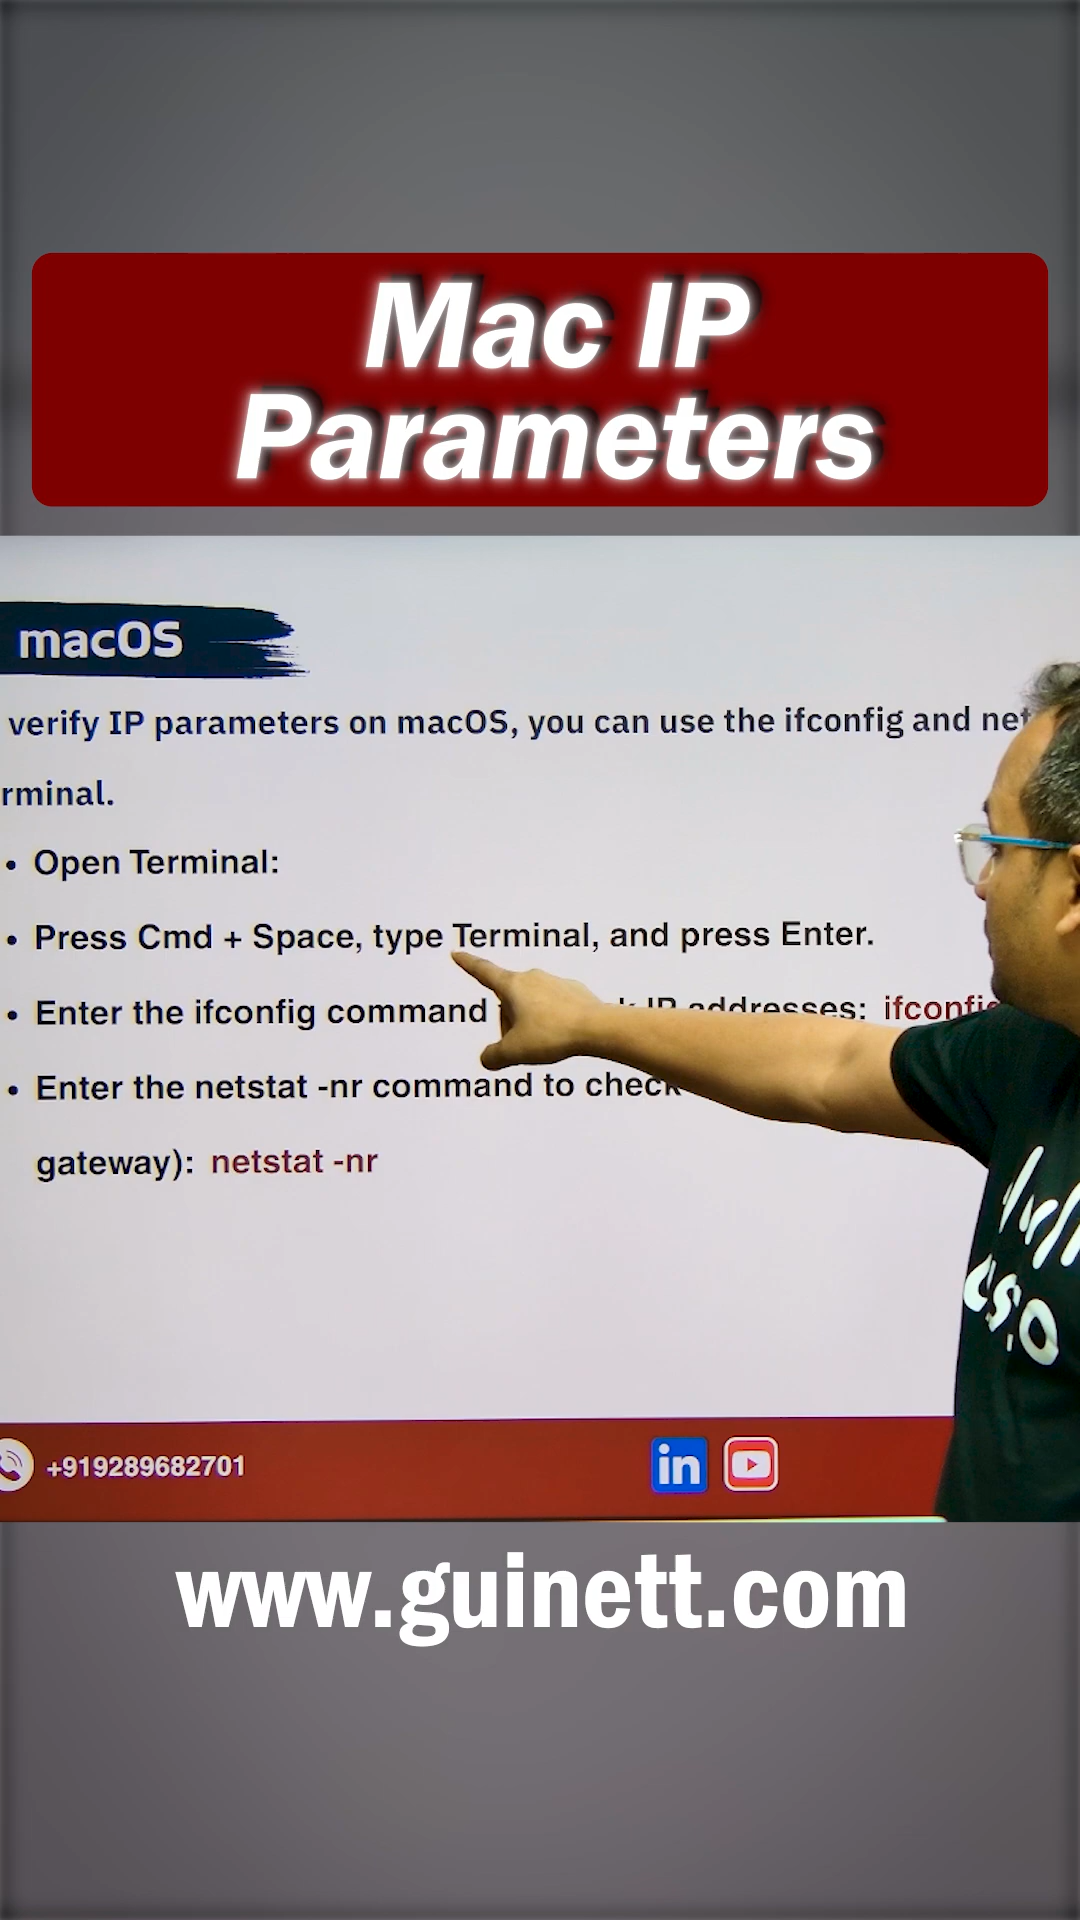 Mac IP
Parameters
macOS
verify IP parameters on macOS, you can use the ifconfig and
rminal.
• Open Terminal:
• Press Cmd + Space, type Terminal, and press Enter.
• Enter the ifconfig command IP addresses:
• Enter the netstat -nr command to check
gateway): netstat -nr
+919289682701
in
www.guinett.com